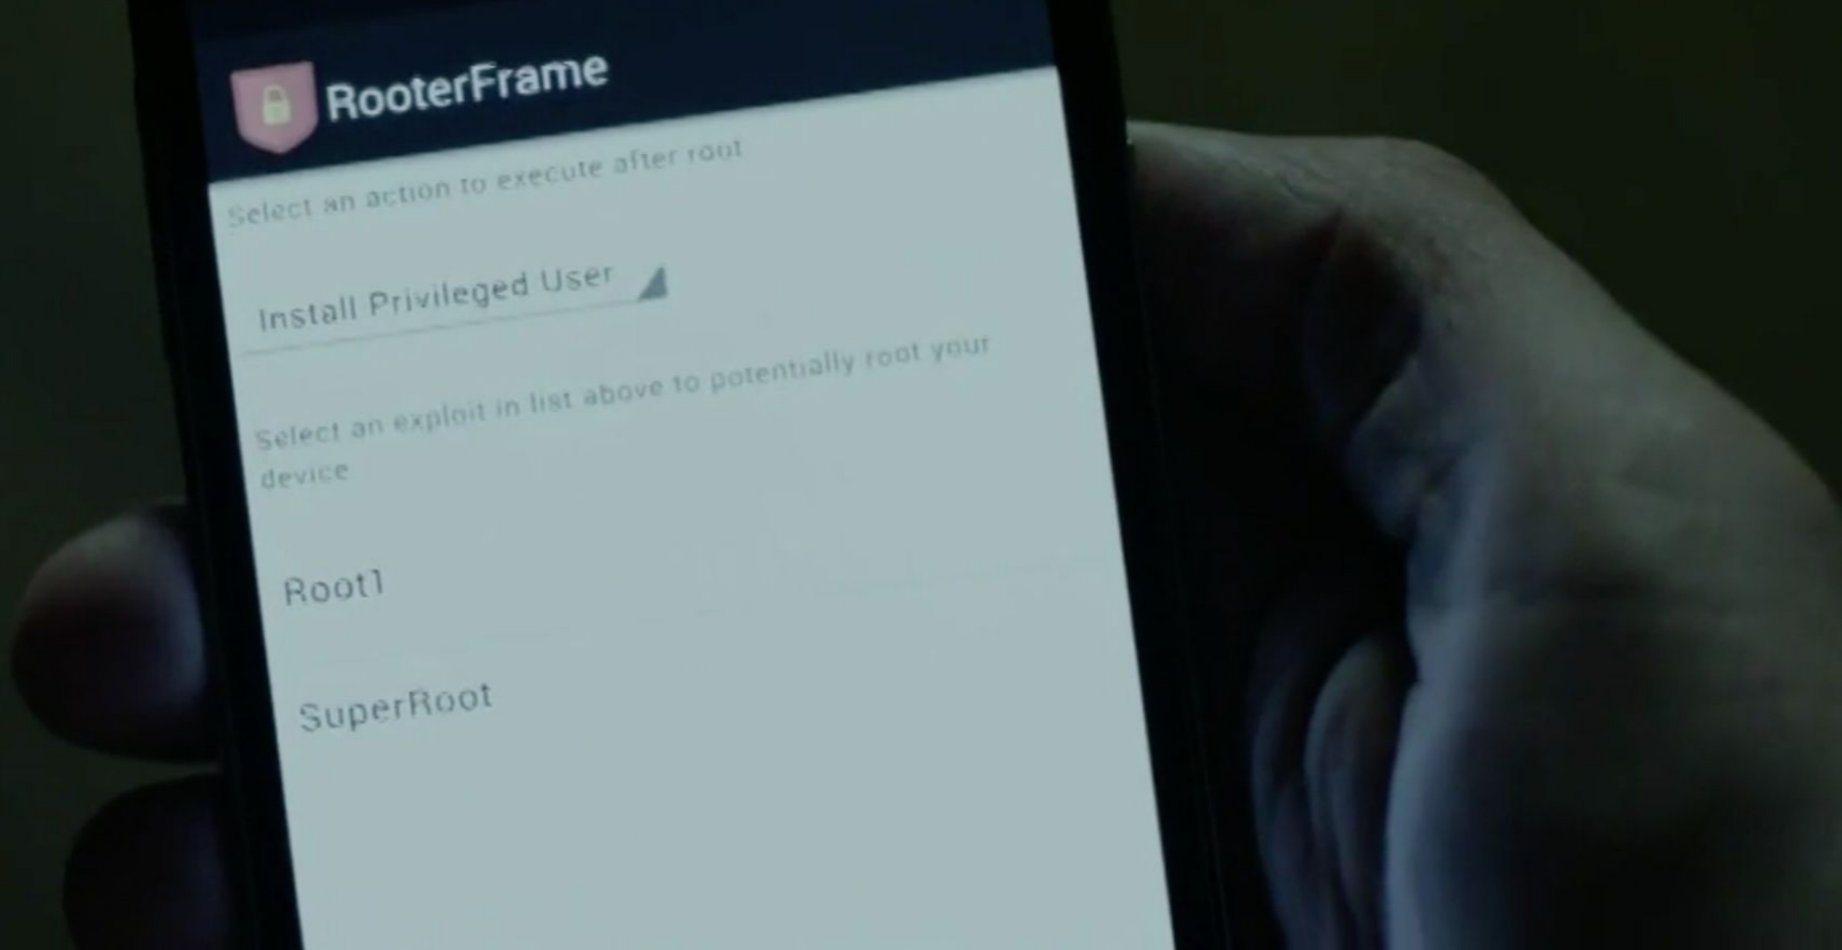 RooterFrame
Select an action to execute after root
Install Privileged User
Select an exploit in list above to potentially root your
device
Root1
SuperRoot